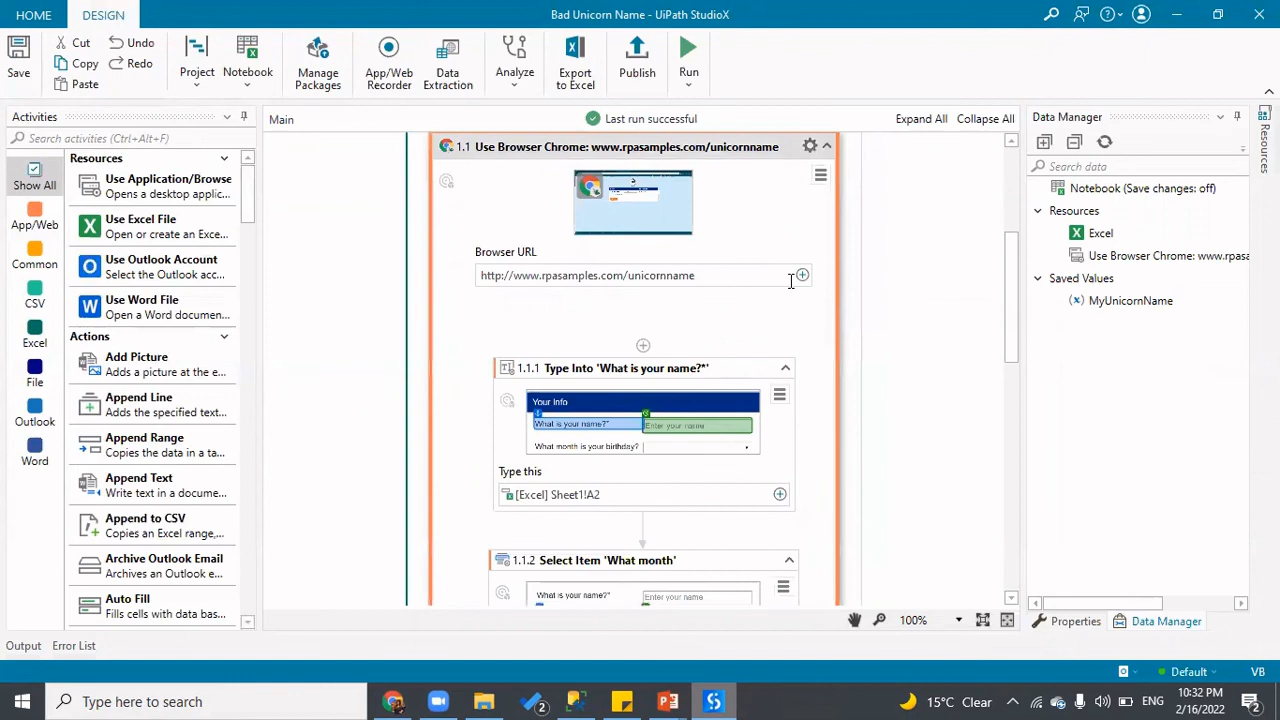 HOME
DESIGN
Bad Unicorn Name - UiPath StudioX
Save
Cut
Copy
Paste
Undo
Redo
Project
Notebook
Manage Packages
App/Web Recorder
Data Extraction
Analyze
Export to Excel
Publish
Run
Activities
Search activities (Ctrl+Alt+F)
Show All
App/Web
Common
CSV
Excel
File
Outlook
Word
Resources
Use Application/Browse
Opens a desktop applic...
Use Excel File
Open or create an Exce...
Use Outlook Account
Select the Outlook acco...
Use Word File
Open a Word documen...
Actions
Add Picture
Adds a picture at the e...
Append Line
Adds the specified text...
Append Range
Copies the data in a ta...
Append Text
Write text in a docume...
Append to CSV
Copies an Excel range,...
Archive Outlook Email
Archives an Outlook e...
Auto Fill
Fills cells with data bas...
Main
Last run successful
Expand All
Collapse All
1.1 Use Browser Chrome: www.rpasamples.com/unicornname
Browser URL
http://www.rpasamples.com/unicornname
1.1.1 Type Into 'What is your name?*'
Your Info
What is your name?*
Enter your name
What month is your birthday?
Type this
[Excel] Sheet1!A2
1.1.2 Select Item 'What month'
What is your name?*
Enter your name
100%
Data Manager
Search data
Notebook (Save changes: off)
Resources
Excel
Use Browser Chrome: www.rpasa
Saved Values
(x) MyUnicornName
Properties
Data Manager
Resources
Output
Error List
Default
VB
Type here to search
2
15°C Clear
ENG
10:32 PM
2/16/2022
2